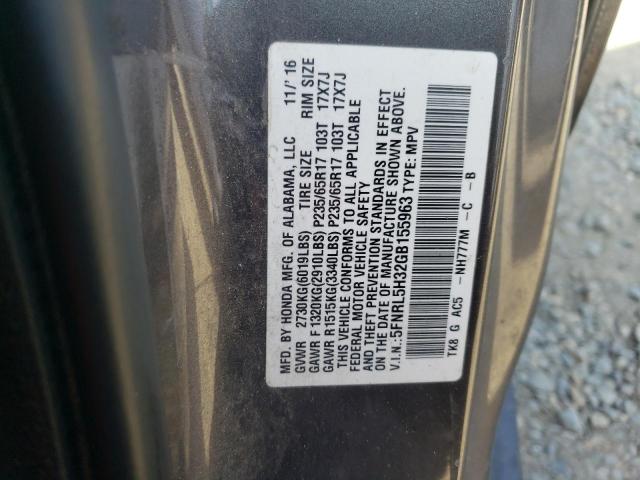 MFD. BY HONDA MFG. OF ALABAMA, LLC 11/' 16
GVWR 2730KG(6019LBS) TIRE SIZE RIM SIZE
GAWR F 1320KG(2910LBS) P235/65R17 103T 17X7J
GAWR R1515KG(3340LBS) P235/65R17 103T 17X7J
THIS VEHICLE CONFORMS TO ALL APPLICABLE
FEDERAL MOTOR VEHICLE SAFETY
AND THEFT PREVENTION STANDARDS IN EFFECT
ON THE DATE OF MANUFACTURE SHOWN ABOVE.
V.I.N.: 5FNRL5H32GB155963 TYPE: MPV
TK8 G AC5 - NH777M - C - B